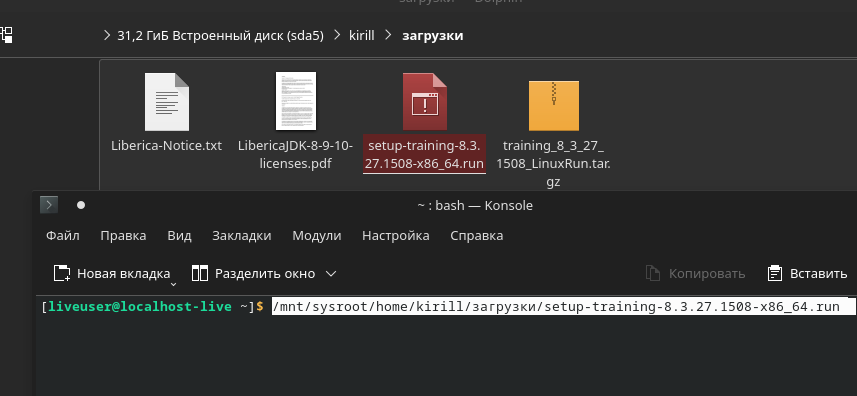 31,2 ГиБ Встроенный диск (sda5) kirill загрузки
Liberica-Notice.txt
LibericaJDK-8-9-10-
licenses.pdf
setup-training-8.3.
27.1508-x86_64.run
training_8_3_27_
1508_LinuxRun.tar.
gz
~ : bash — Konsole
Файл Правка Вид Закладки Модули Настройка Справка
Новая вкладка Разделить окно Копировать Вставить
[liveuser@localhost-live ~]$ /mnt/sysroot/home/kirill/загрузки/setup-training-8.3.27.1508-x86_64.run